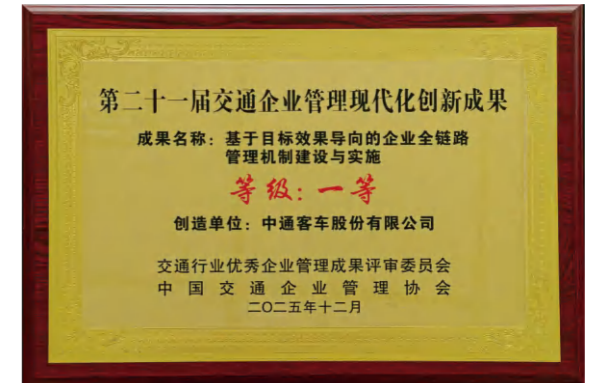 第二十一届交通企业管理现代化创新成果
成果名称：基于目标效果导向的企业全链路
管理机制建设与实施
等级：一等
创造单位：中通客车股份有限公司
交通行业优秀企业管理成果评审委员会
中国交通企业管理协会
二〇二五年十二月